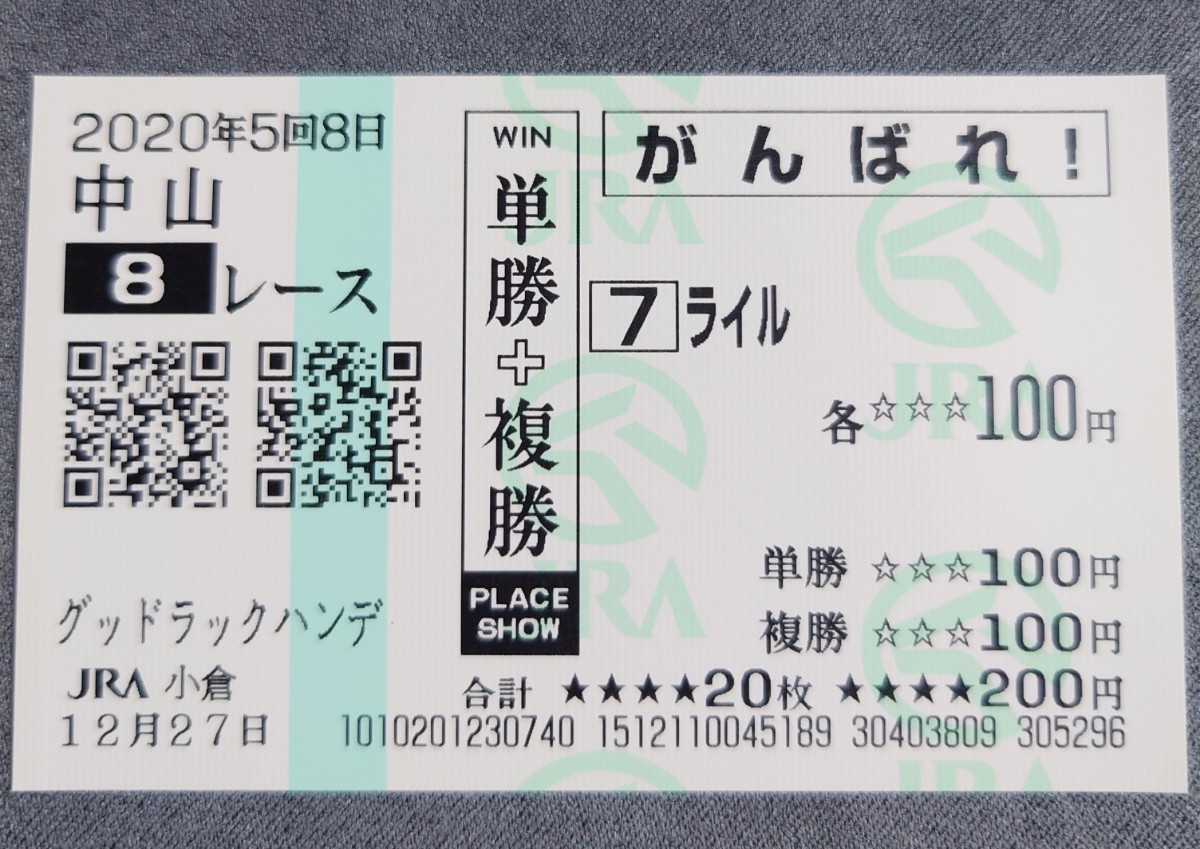 2020年5回8日
中山
8レース
グッドラックハンデ
JRA 小倉
12月27日
WIN
単勝+複勝
PLACE
SHOW
がんばれ!
7 ライル
各☆☆☆100円
単勝 ☆☆☆100円
複勝 ☆☆☆100円
合計 ★★★★20枚 ★★★★200円
1010201230740 1512110045189 30403809 305296
JRA
JRA
JRA
JRA